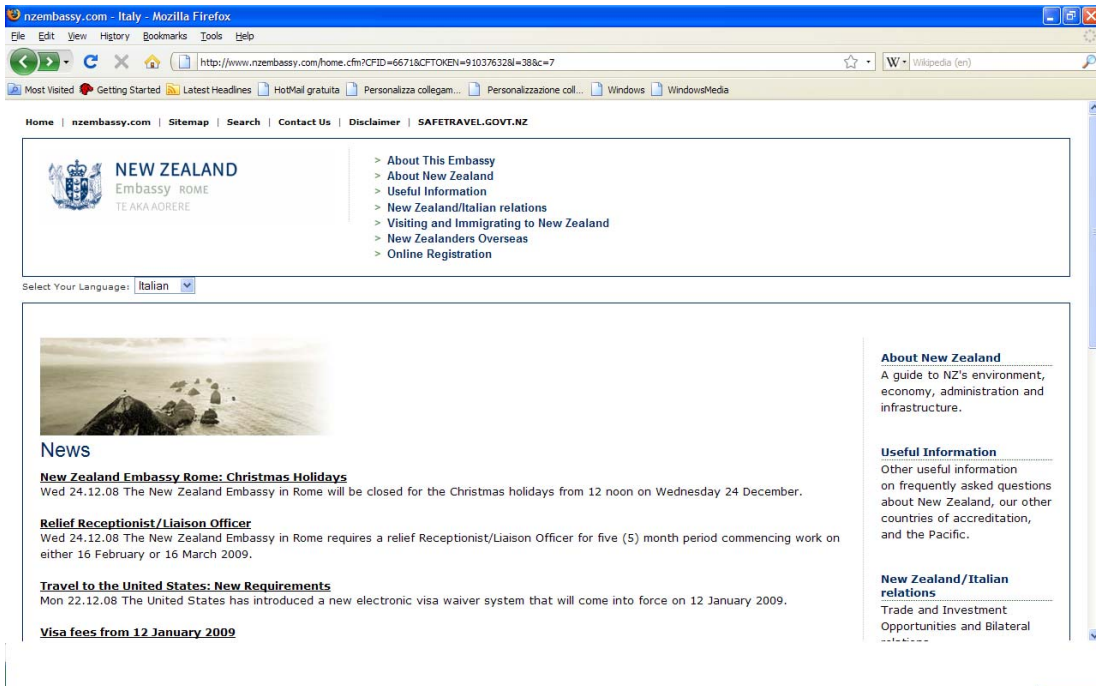 nzembassy.com - Italy - Mozilla Firefox
File Edit View History Bookmarks Tools Help
http://www.nzembassy.com/home.cfm?CFID=6671&CFTOKEN=91037632&l=38&c=7
W Wikipedia (en)
Most Visited Getting Started Latest Headlines HotMail gratuita Personalizza collegam... Personalizzazione coll... Windows WindowsMedia
Home | nzembassy.com | Sitemap | Search | Contact Us | Disclaimer | SAFETRAVEL.GOVT.NZ
NEW ZEALAND
Embassy ROME
TE AKA AORERE
> About This Embassy
> About New Zealand
> Useful Information
> New Zealand/Italian relations
> Visiting and Immigrating to New Zealand
> New Zealanders Overseas
> Online Registration
Select Your Language: Italian
News
New Zealand Embassy Rome: Christmas Holidays
Wed 24.12.08 The New Zealand Embassy in Rome will be closed for the Christmas holidays from 12 noon on Wednesday 24 December.
Relief Receptionist/Liaison Officer
Wed 24.12.08 The New Zealand Embassy in Rome requires a relief Receptionist/Liaison Officer for five (5) month period commencing work on
either 16 February or 16 March 2009.
Travel to the United States: New Requirements
Mon 22.12.08 The United States has introduced a new electronic visa waiver system that will come into force on 12 January 2009.
Visa fees from 12 January 2009
About New Zealand
A guide to NZ's environment,
economy, administration and
infrastructure.
Useful Information
Other useful information
on frequently asked questions
about New Zealand, our other
countries of accreditation,
and the Pacific.
New Zealand/Italian
relations
Trade and Investment
Opportunities and Bilateral